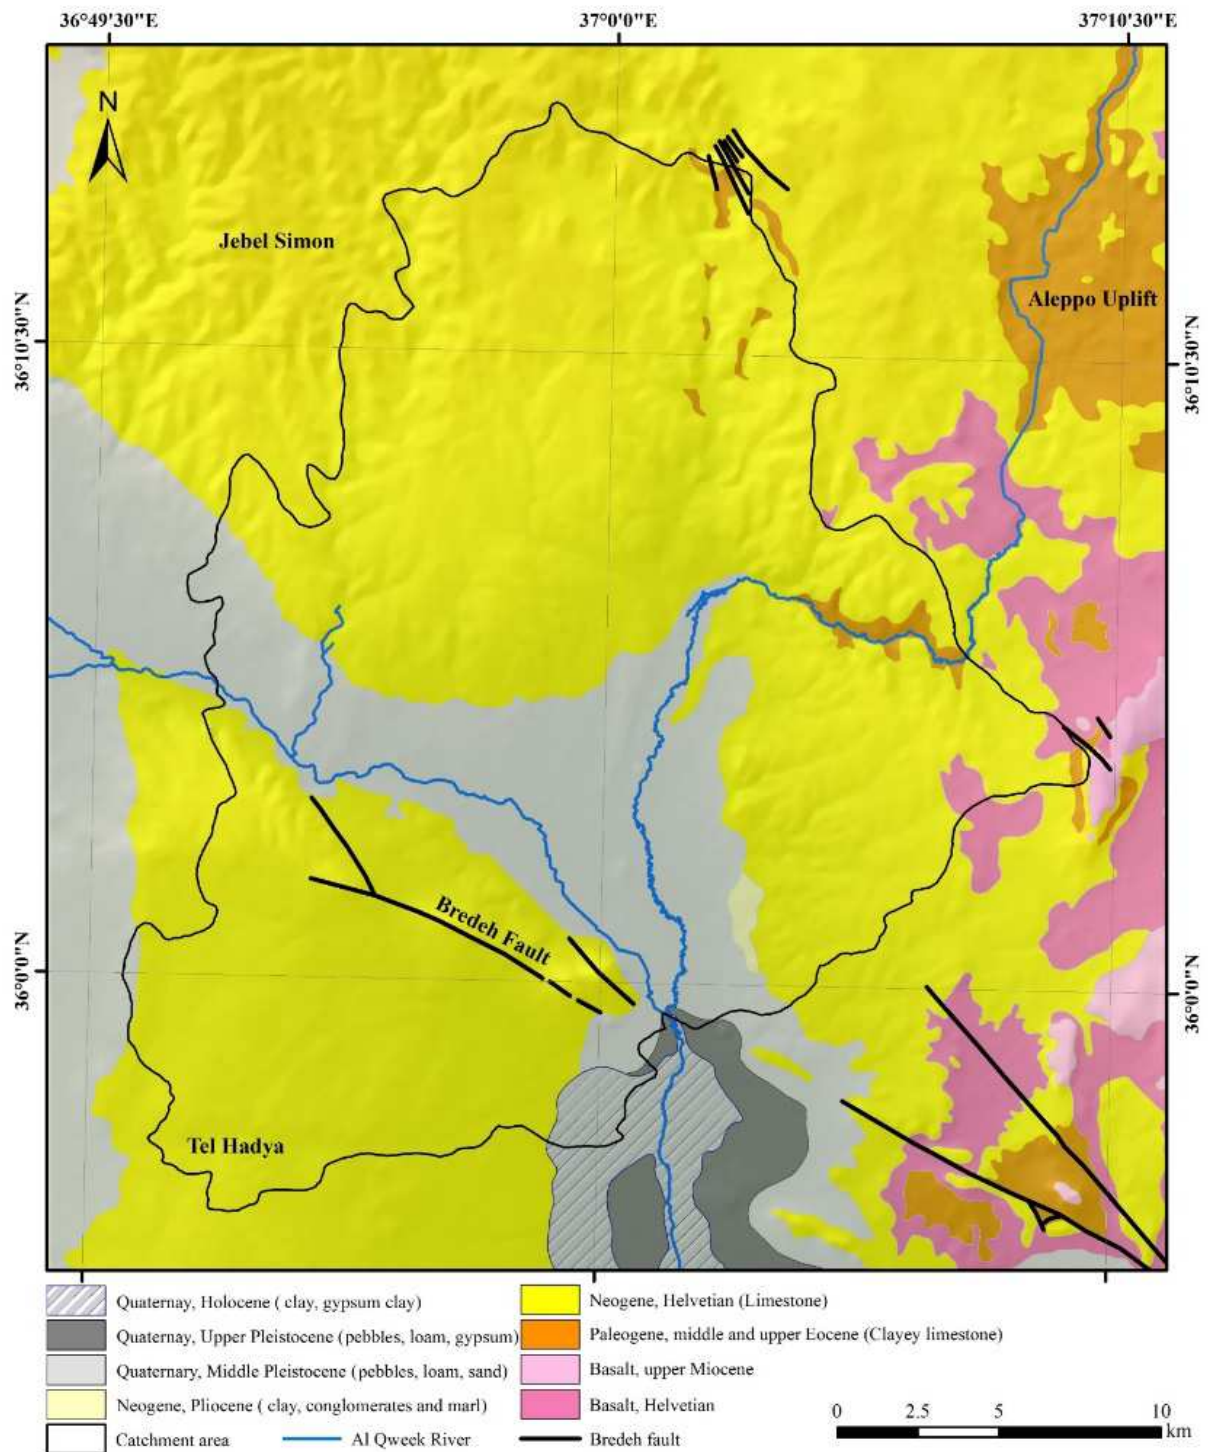 36°49'30"E 37°0'0"E 37°10'30"E
N
Jebel Simon
Aleppo Uplift
36°10'30"N
36°10'30"N
Bredeh Fault
36°0'0"N
36°0'0"N
Tel Hadya
Quaternay, Holocene ( clay, gypsum clay)
Quaternay, Upper Pleistocene (pebbles, loam, gypsum)
Quaternary, Middle Pleistocene (pebbles, loam, sand)
Neogene, Pliocene ( clay, conglomerates and marl)
Catchment area
Al Qweek River
Neogene, Helvetian (Limestone)
Paleogene, middle and upper Eocene (Clayey limestone)
Basalt, upper Miocene
Basalt, Helvetian
Bredeh fault
0 2.5 5 10
km